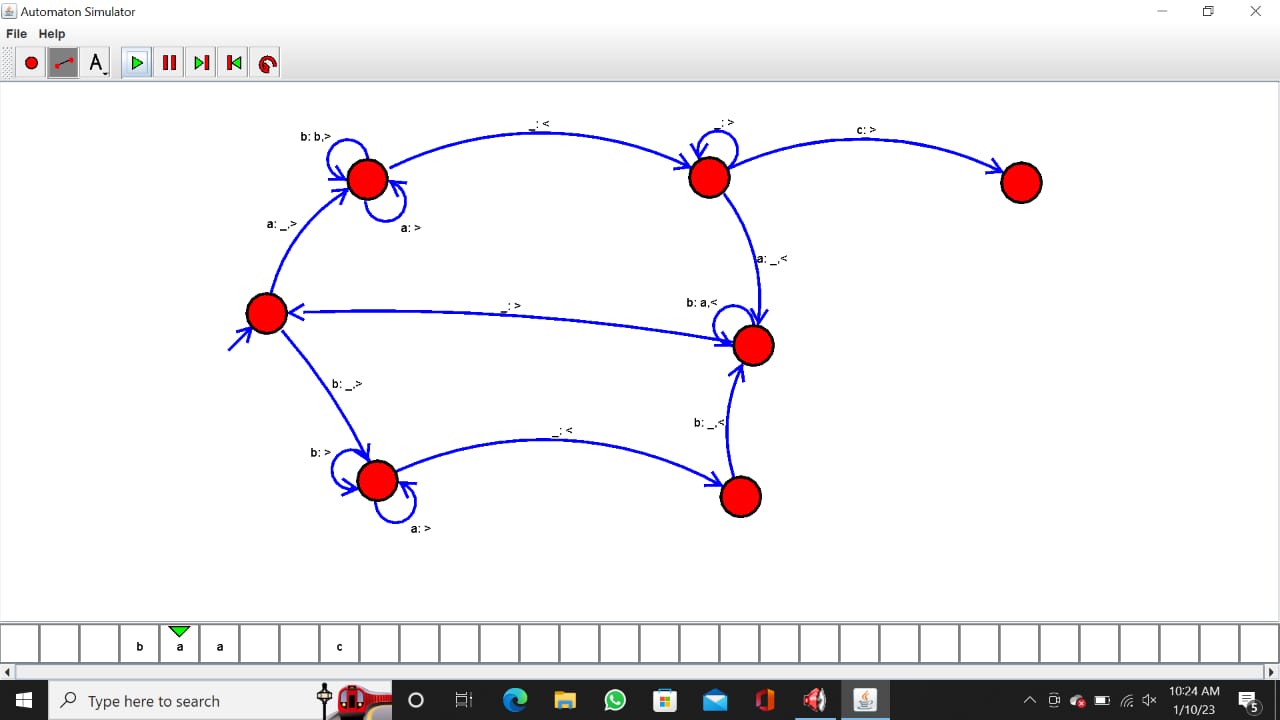 Automaton Simulator
File Help
A
b: b,>
_: <
_: >
c: >
a: _,>
a: >
a: _,<
_: >
b: a,<
b: _,>
_: <
b: _,<
b: >
a: >
b a a c
Type here to search
10:24 AM
1/10/23
5